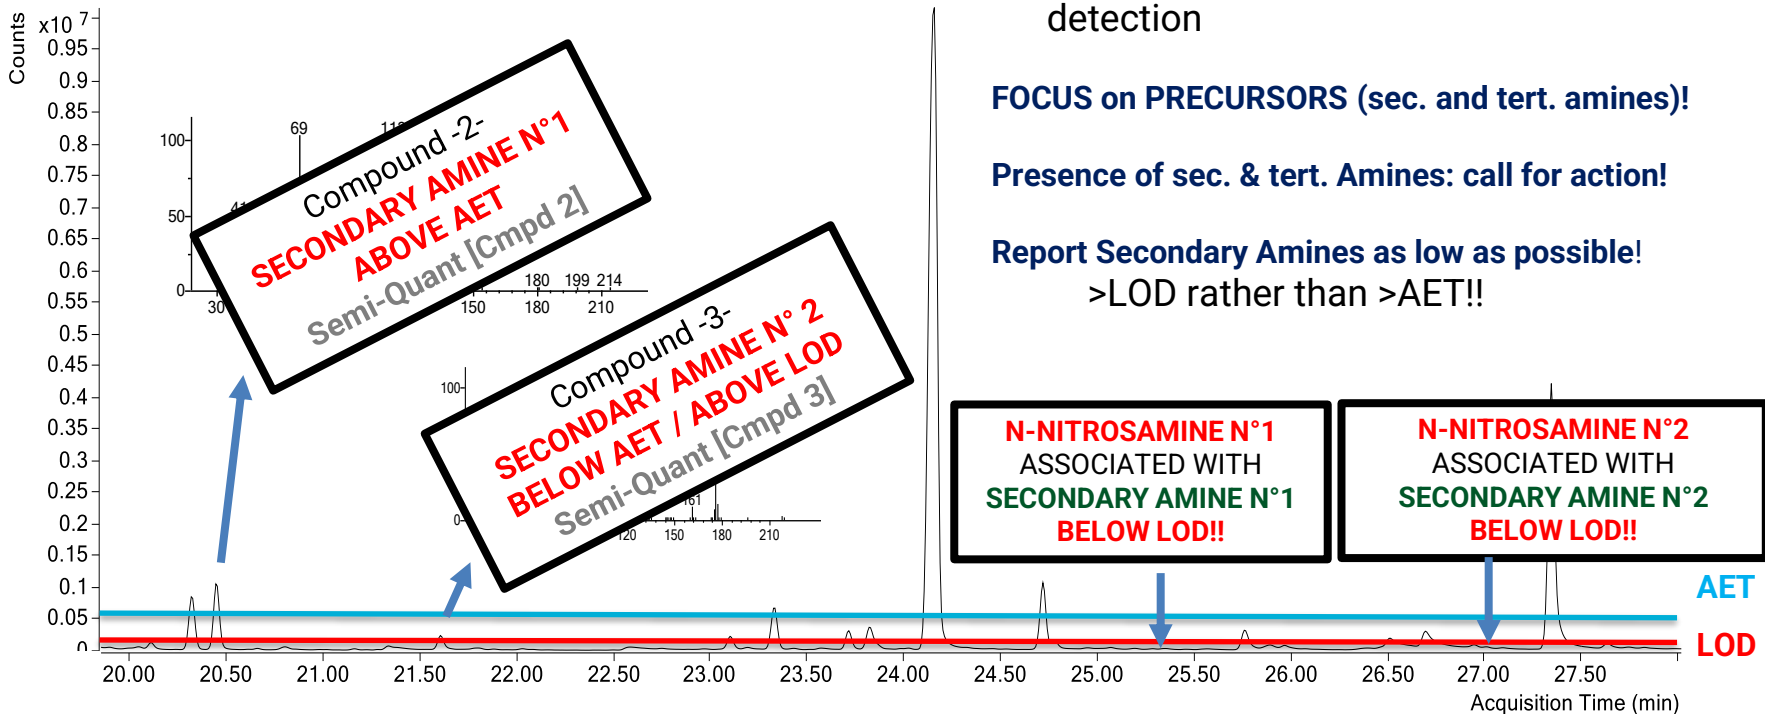 detection
FOCUS on PRECURSORS (sec. and tert. amines)!
Presence of sec. & tert. Amines: call for action!
Report Secondary Amines as low as possible!
>LOD rather than >AET!!
Counts
x10 7
0.95
0.9
0.85
0.8
0.75
0.7
0.65
0.6
0.55
0.5
0.45
0.4
0.35
0.3
0.25
0.2
0.15
0.1
0.05
0
100
50
0
69
30
150
180
210
180 199 214
Compound -2-
SECONDARY AMINE N°1
ABOVE AET
Semi-Quant [Cmpd 2]
100
0
161
120 150 180 210
Compound -3-
SECONDARY AMINE N° 2
BELOW AET / ABOVE LOD
Semi-Quant [Cmpd 3]
N-NITROSAMINE N°1
ASSOCIATED WITH
SECONDARY AMINE N°1
BELOW LOD!!
N-NITROSAMINE N°2
ASSOCIATED WITH
SECONDARY AMINE N°2
BELOW LOD!!
AET
LOD
20.00 20.50 21.00 21.50 22.00 22.50 23.00 23.50 24.00 24.50 25.00 25.50 26.00 26.50 27.00 27.50
Acquisition Time (min)